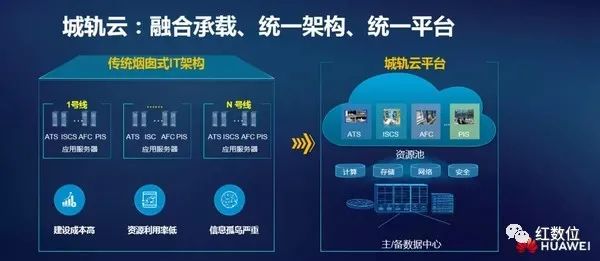 城轨云：融合承载、统一架构、统一平台
传统烟囱式IT架构
1号线
......
N 号线
ATS ISCS AFC PIS
ATS ISC AFC PIS
ATS ISCS AFC PIS
应用服务器
应用服务器
应用服务器
建设成本高
资源利用率低
信息孤岛严重
城轨云平台
ATS
ISCS
AFC
PIS
资源池
计算
存储
网络
安全
主/备数据中心
红数位
HUAWEI